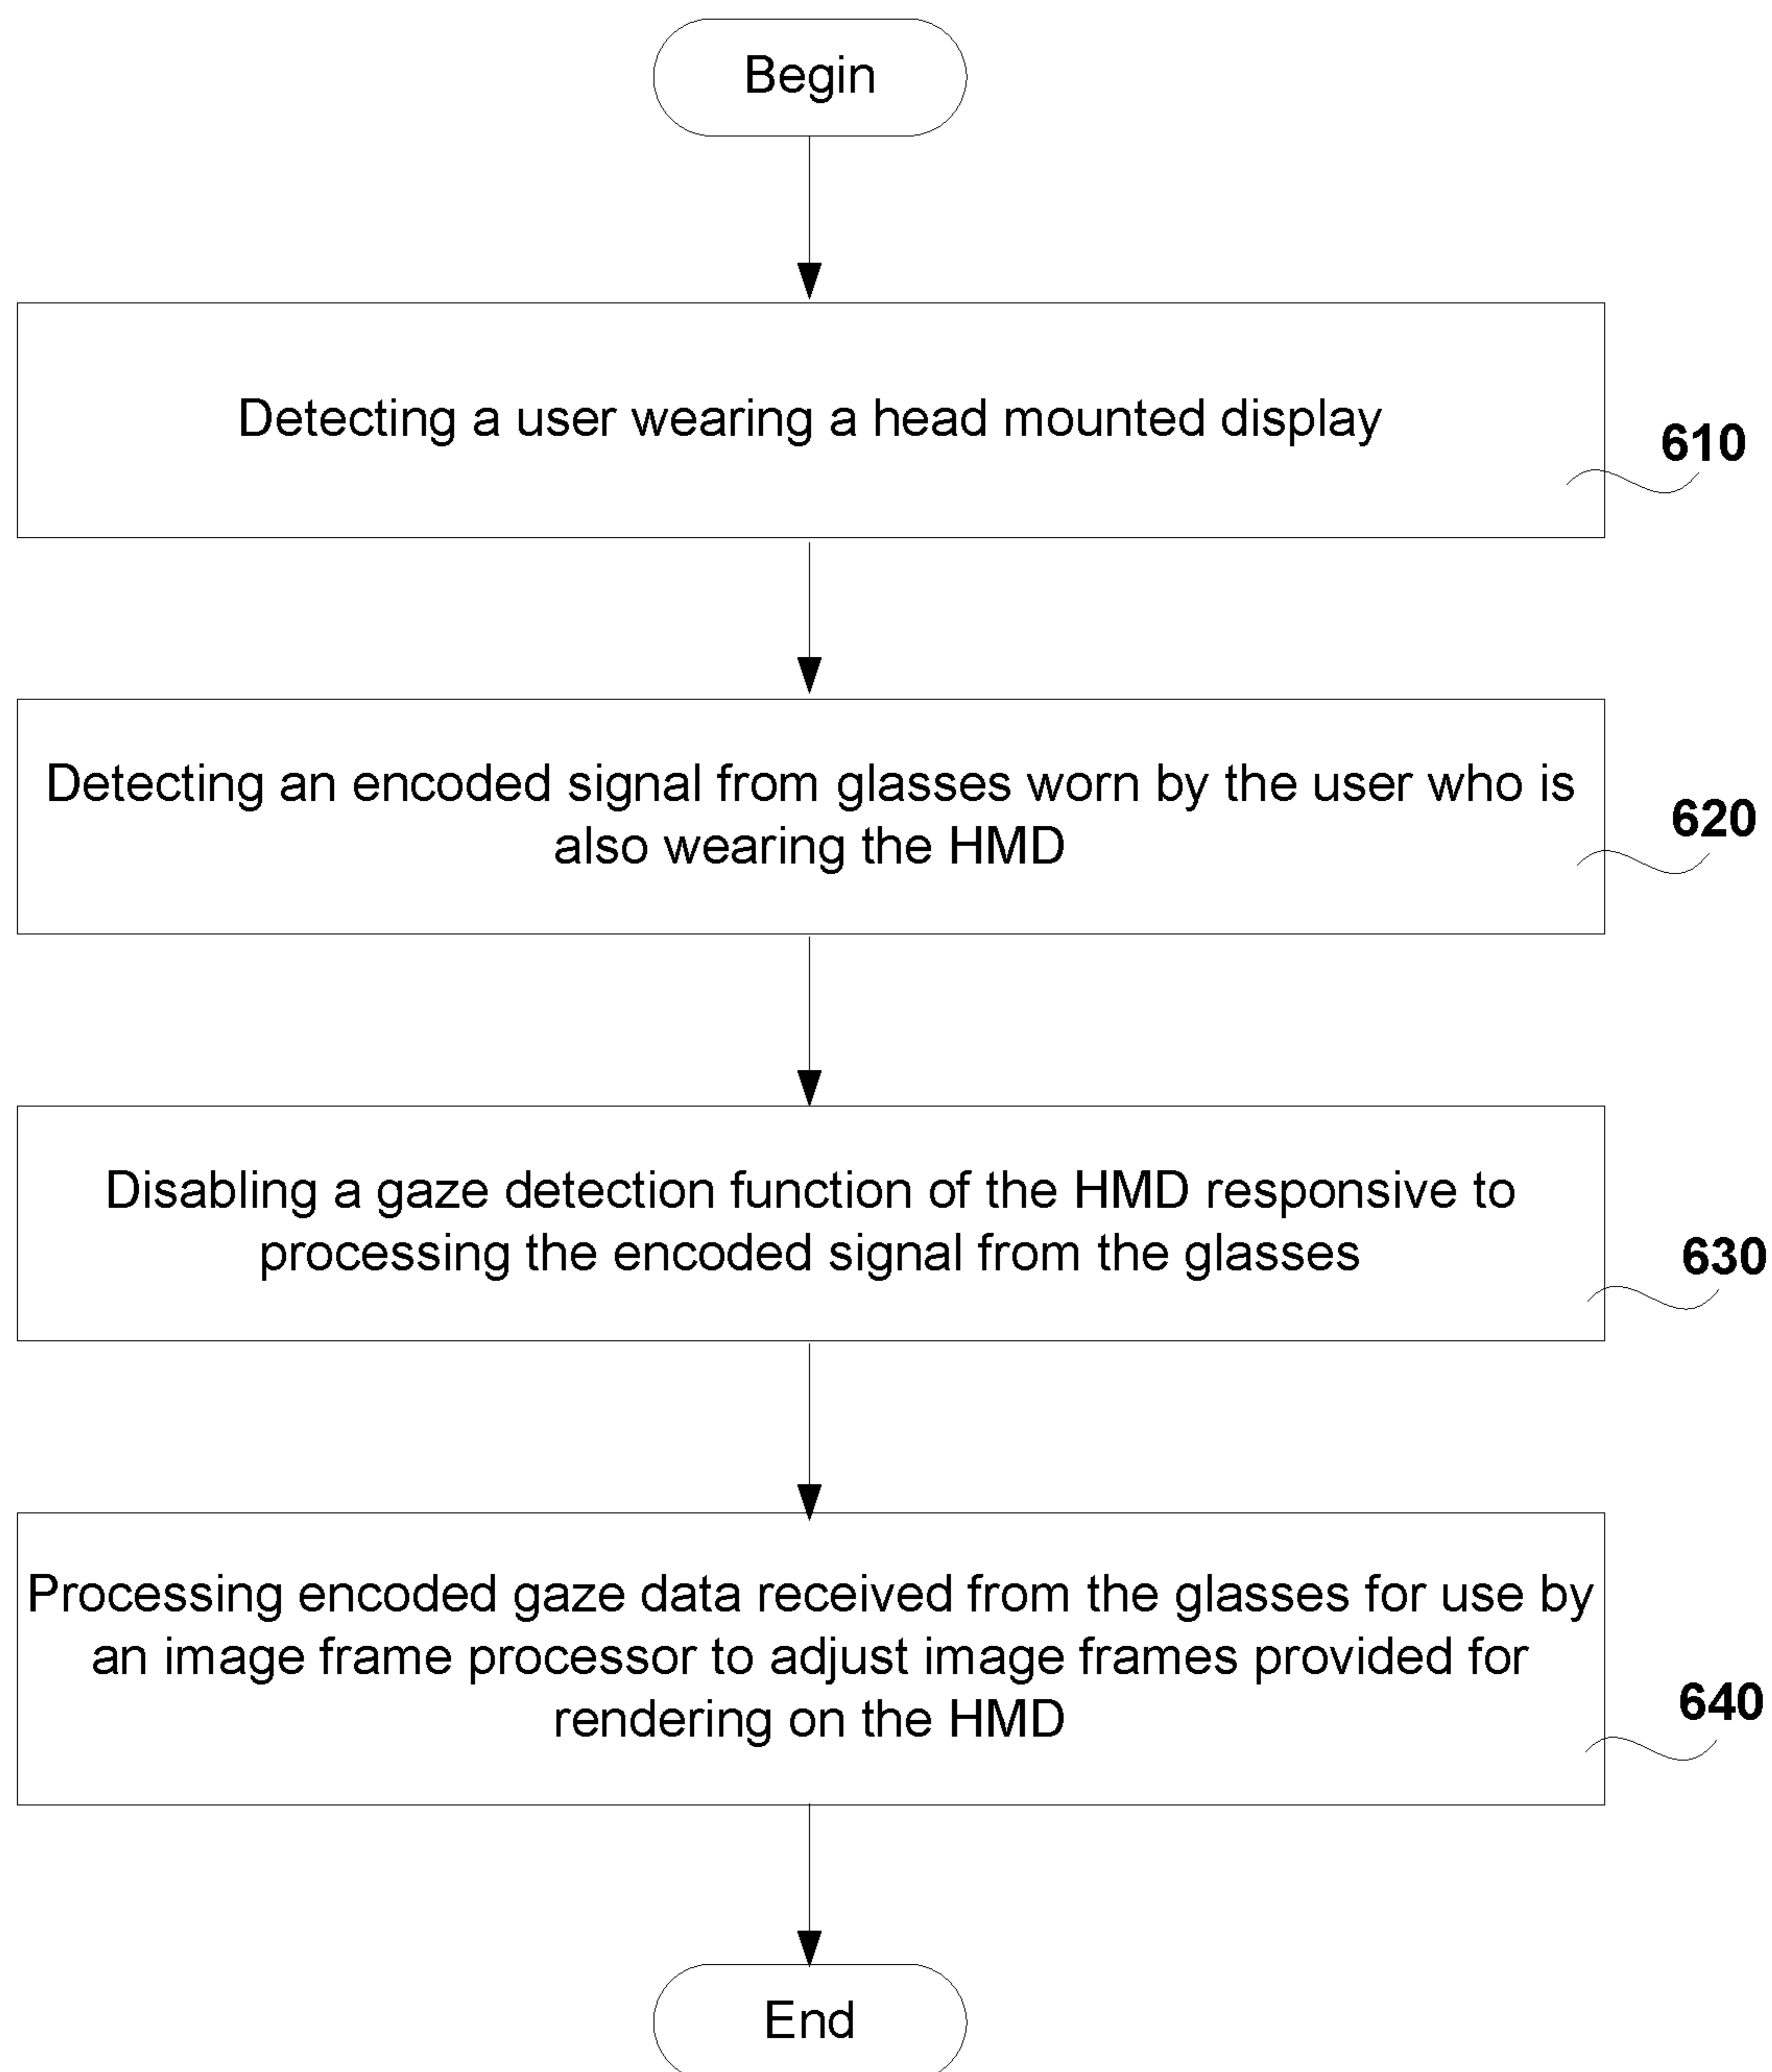 Begin
Detecting a user wearing a head mounted display
610
Detecting an encoded signal from glasses worn by the user who is
also wearing the HMD
620
Disabling a gaze detection function of the HMD responsive to
processing the encoded signal from the glasses
630
Processing encoded gaze data received from the glasses for use by
an image frame processor to adjust image frames provided for
rendering on the HMD
640
End